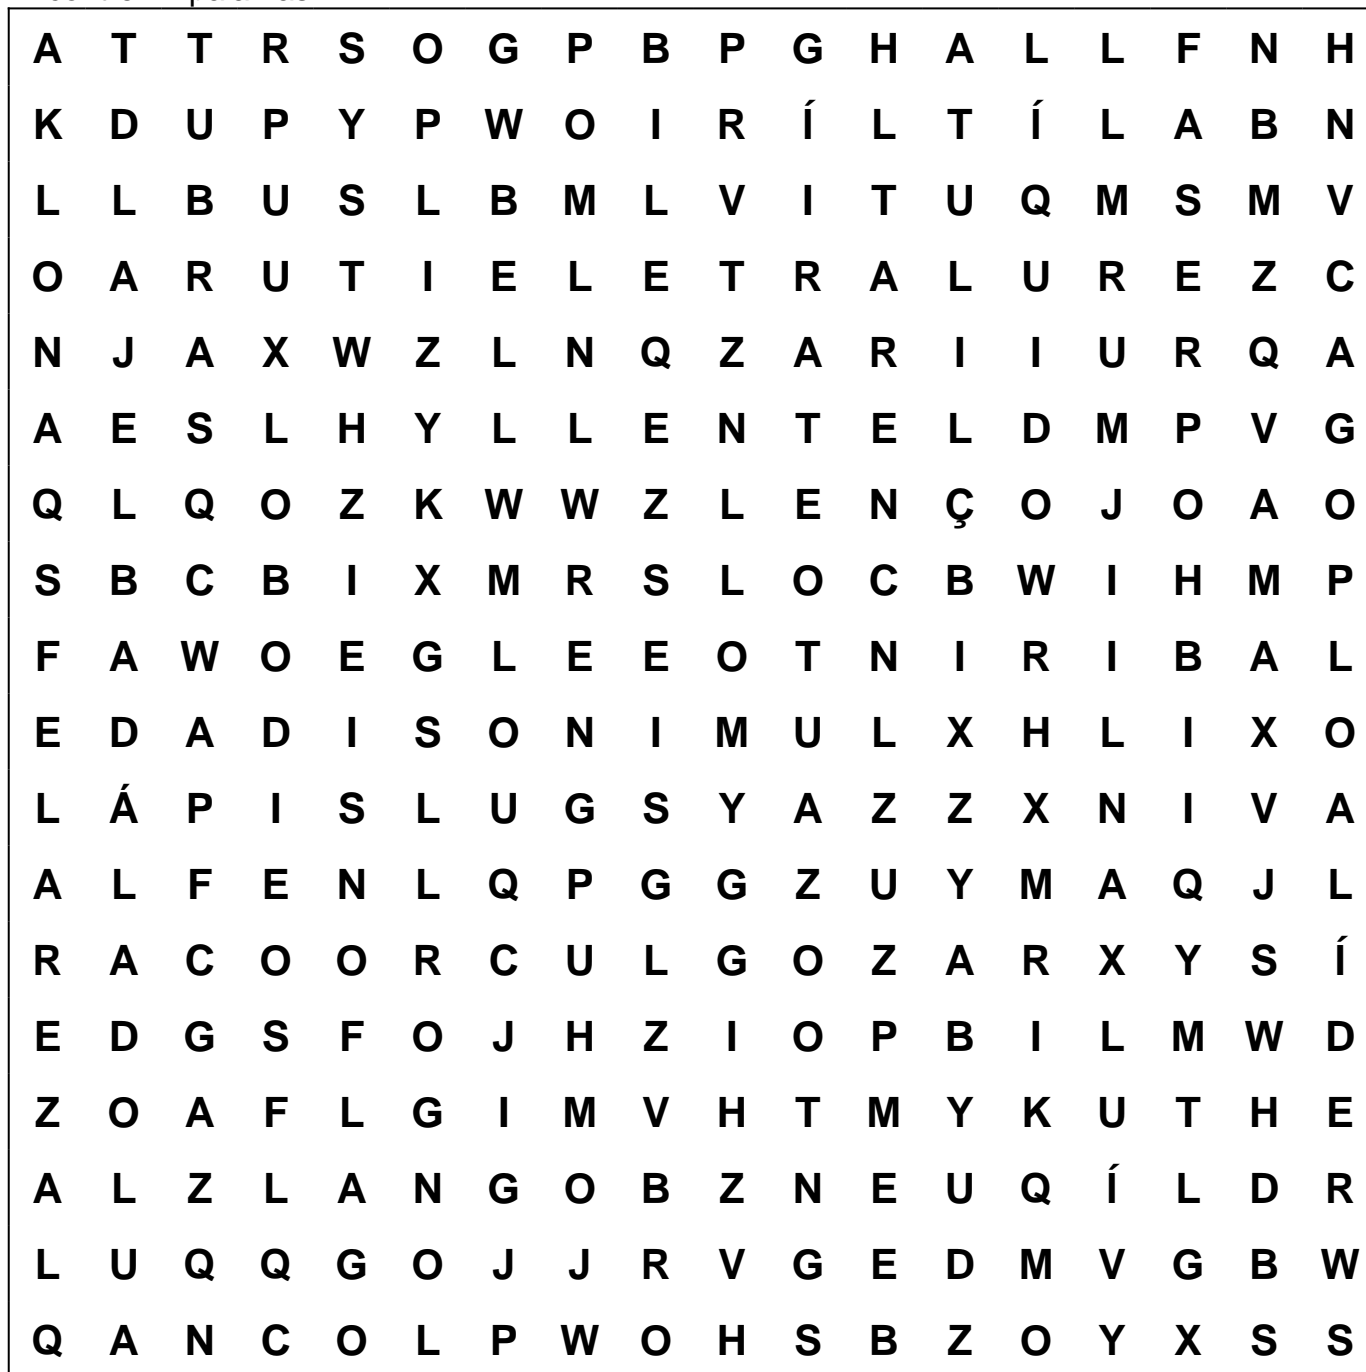 A T T R S O G P B P G H A L L F N H
K D U P Y P W O I R Í L T Í L A B N
L L B U S L B M L V I T U Q M S M V
O A R U T I E L E T R A L U R E Z C
N J A X W Z L N Q Z A R I I U R Q A
A E S L H Y L L E N T E L D M P V G
Q L Q O Z K W W Z L E N Ç O J O A O
S B C B I X M R S L O C B W I H M P
F A W O E G L E E O T N I R I B A L
E D A D I S O N I M U L X H L I X O
L Á P I S L U G S Y A Z Z X N I V A
A L F E N L Q P G G Z U Y M A Q J L
R A C O O R C U L G O Z A R X Y S Í
E D G S F O J H Z I O P B I L M W D
Z O A F L G I M V H T M Y K U T H E
A L Z L A N G O B Z N E U Q Í L D R
L U Q Q G O J J R V G E D M V G B W
Q A N C O L P W O H S B Z O Y X S S